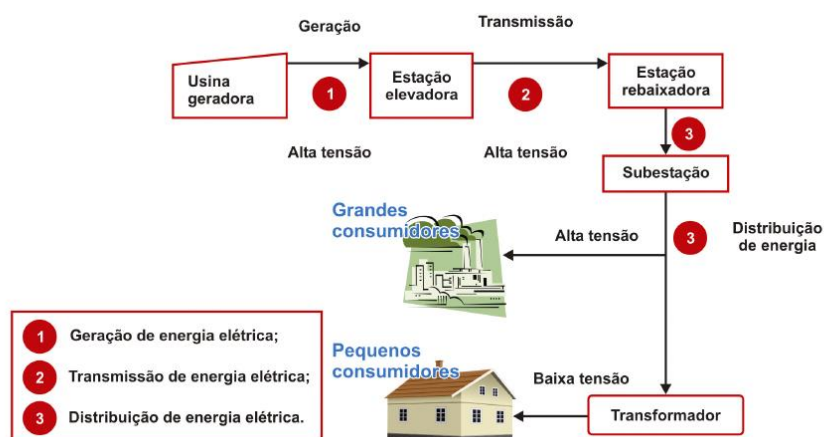 Geração
Transmissão
Usina
geradora
Estação
elevadora
Estação
rebaixadora
1
2
3
Alta tensão
Alta tensão
Subestação
Grandes
consumidores
Alta tensão
3
Distribuição
de energia
1 Geração de energia elétrica;
2 Transmissão de energia elétrica;
3 Distribuição de energia elétrica.
Pequenos
consumidores
Baixa tensão
Transformador